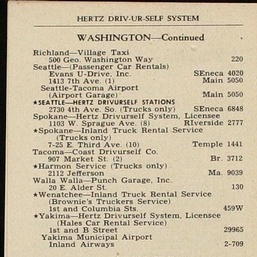 HERTZ DRIV-UR-SELF SYSTEM
WASHINGTON—Continued
Richland—Village Taxi
500 Geo. Washington Way 220
Seattle—(Passenger Car Rentals)
Evans U-Drive, Inc. SEneca 4020
1413 7th Ave. (1) Main 5050
Seattle-Tacoma Airport
(Airport Garage) Main 5050
★SEATTLE—HERTZ DRIVURSELF STATIONS
2730 4th Ave. So. (Trucks only) SEneca 6848
Spokane—Hertz Drivurself System, Licensee
1103 W. Sprague Ave. (8) RIverside 2777
★Spokane—Inland Truck Rental Service
(Trucks only)
7-25 E. Third Ave. (10) Temple 1441
Tacoma—Coast Drivurself Co.
907 Market St. (2) Br. 3712
★Harmon Service (Trucks only)
2112 Jefferson Ma. 9039
Walla Walla—Punch Garage, Inc.
20 E. Alder St. 130
★Wenatchee—Inland Truck Rental Service
(Brownie's Truckers Service)
1st and Columbia Sts. 459W
★Yakima—Hertz Drivurself System, Licensee
(Hales Car Rental Service)
1st and B Street 29965
Yakima Municipal Airport
Inland Airways 2-709